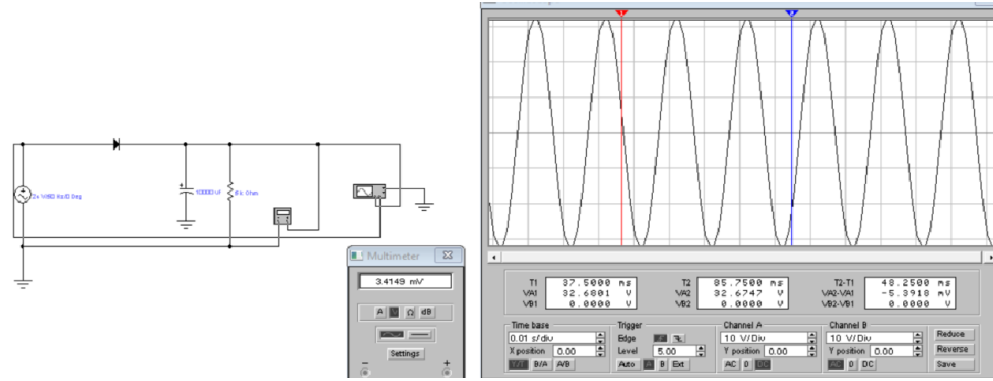 10000 uF
5 k Ohm
Multimeter
3.4149 mV
A V Ω dB
Settings
T1 37.5000 ms
VA1 32.6801 V
VB1 0.0000 V
T2 85.7500 ms
VA2 32.6747 V
VB2 0.0000 V
T2-T1 48.2500 ms
VA2-VA1 -5.3918 mV
VB2-VB1 0.0000 V
Time base
0.01 s/div
X position 0.00
Y/T B/A A/B
Trigger
Edge
Level 5.00
Auto A B Ext
Channel A
10 V/Div
Y position 0.00
AC 0 DC
Channel B
10 V/Div
Y position 0.00
AC 0 DC
Reduce
Reverse
Save